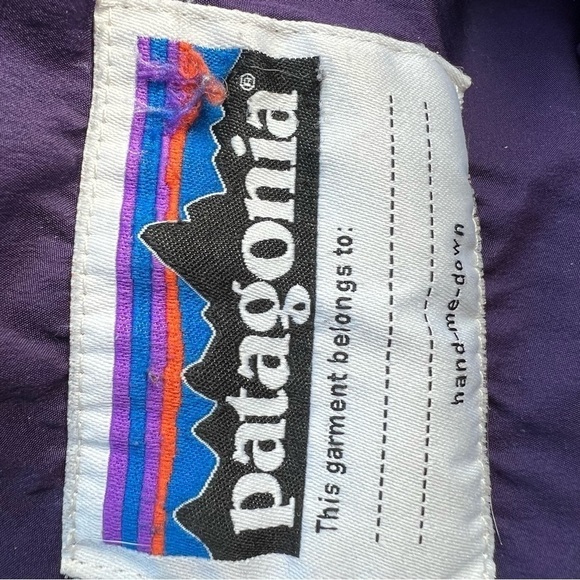 patagonia®
This garment belongs to:
hand-me-down